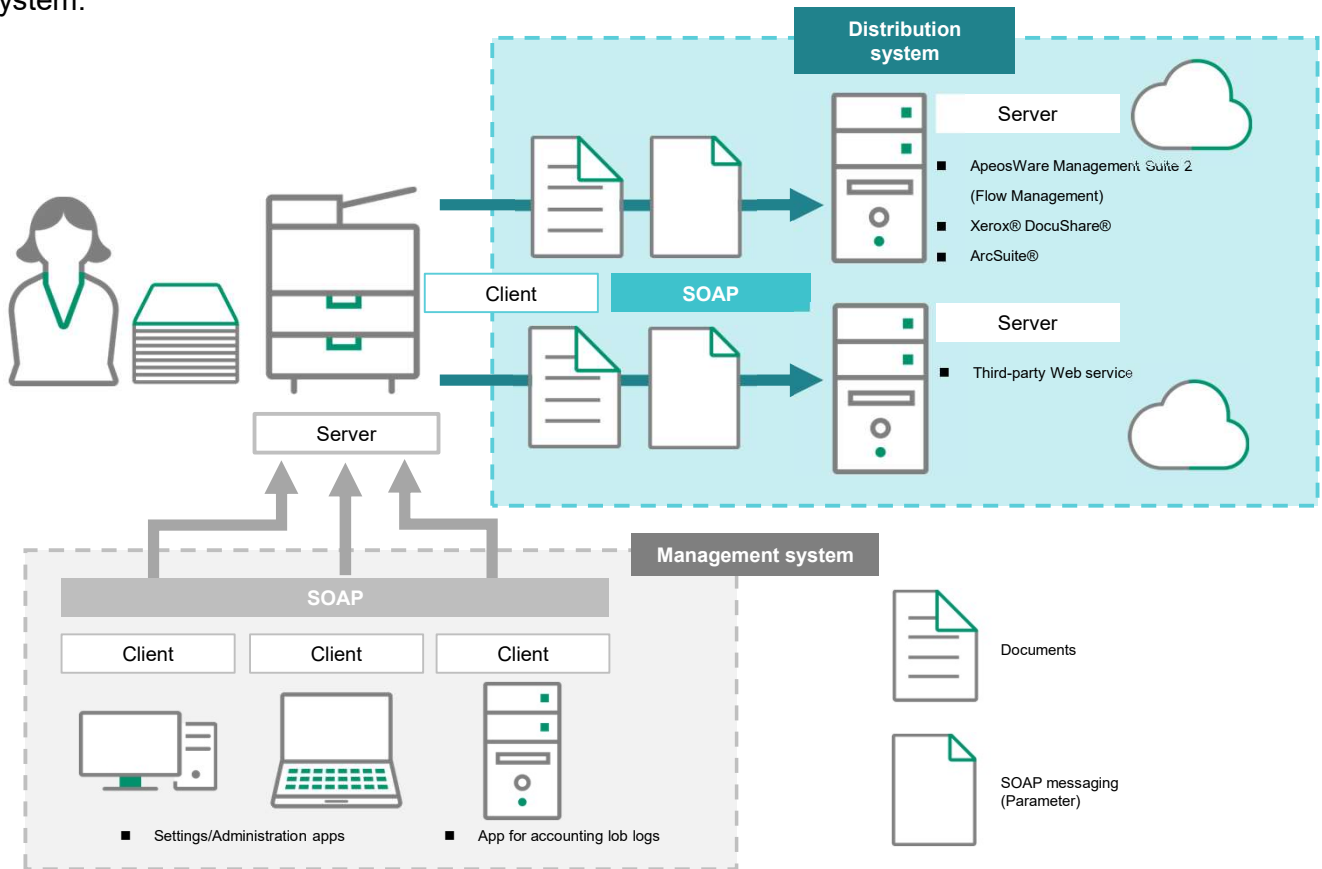 ystem.
Distribution
system
Server
ApeosWare Management Suite 2
(Flow Management)
Xerox® DocuShare®
ArcSuite®
Client
SOAP
Server
Third-party Web service
Server
Management system
SOAP
Client
Client
Client
Settings/Administration apps
App for accounting lob logs
Documents
SOAP messaging
(Parameter)